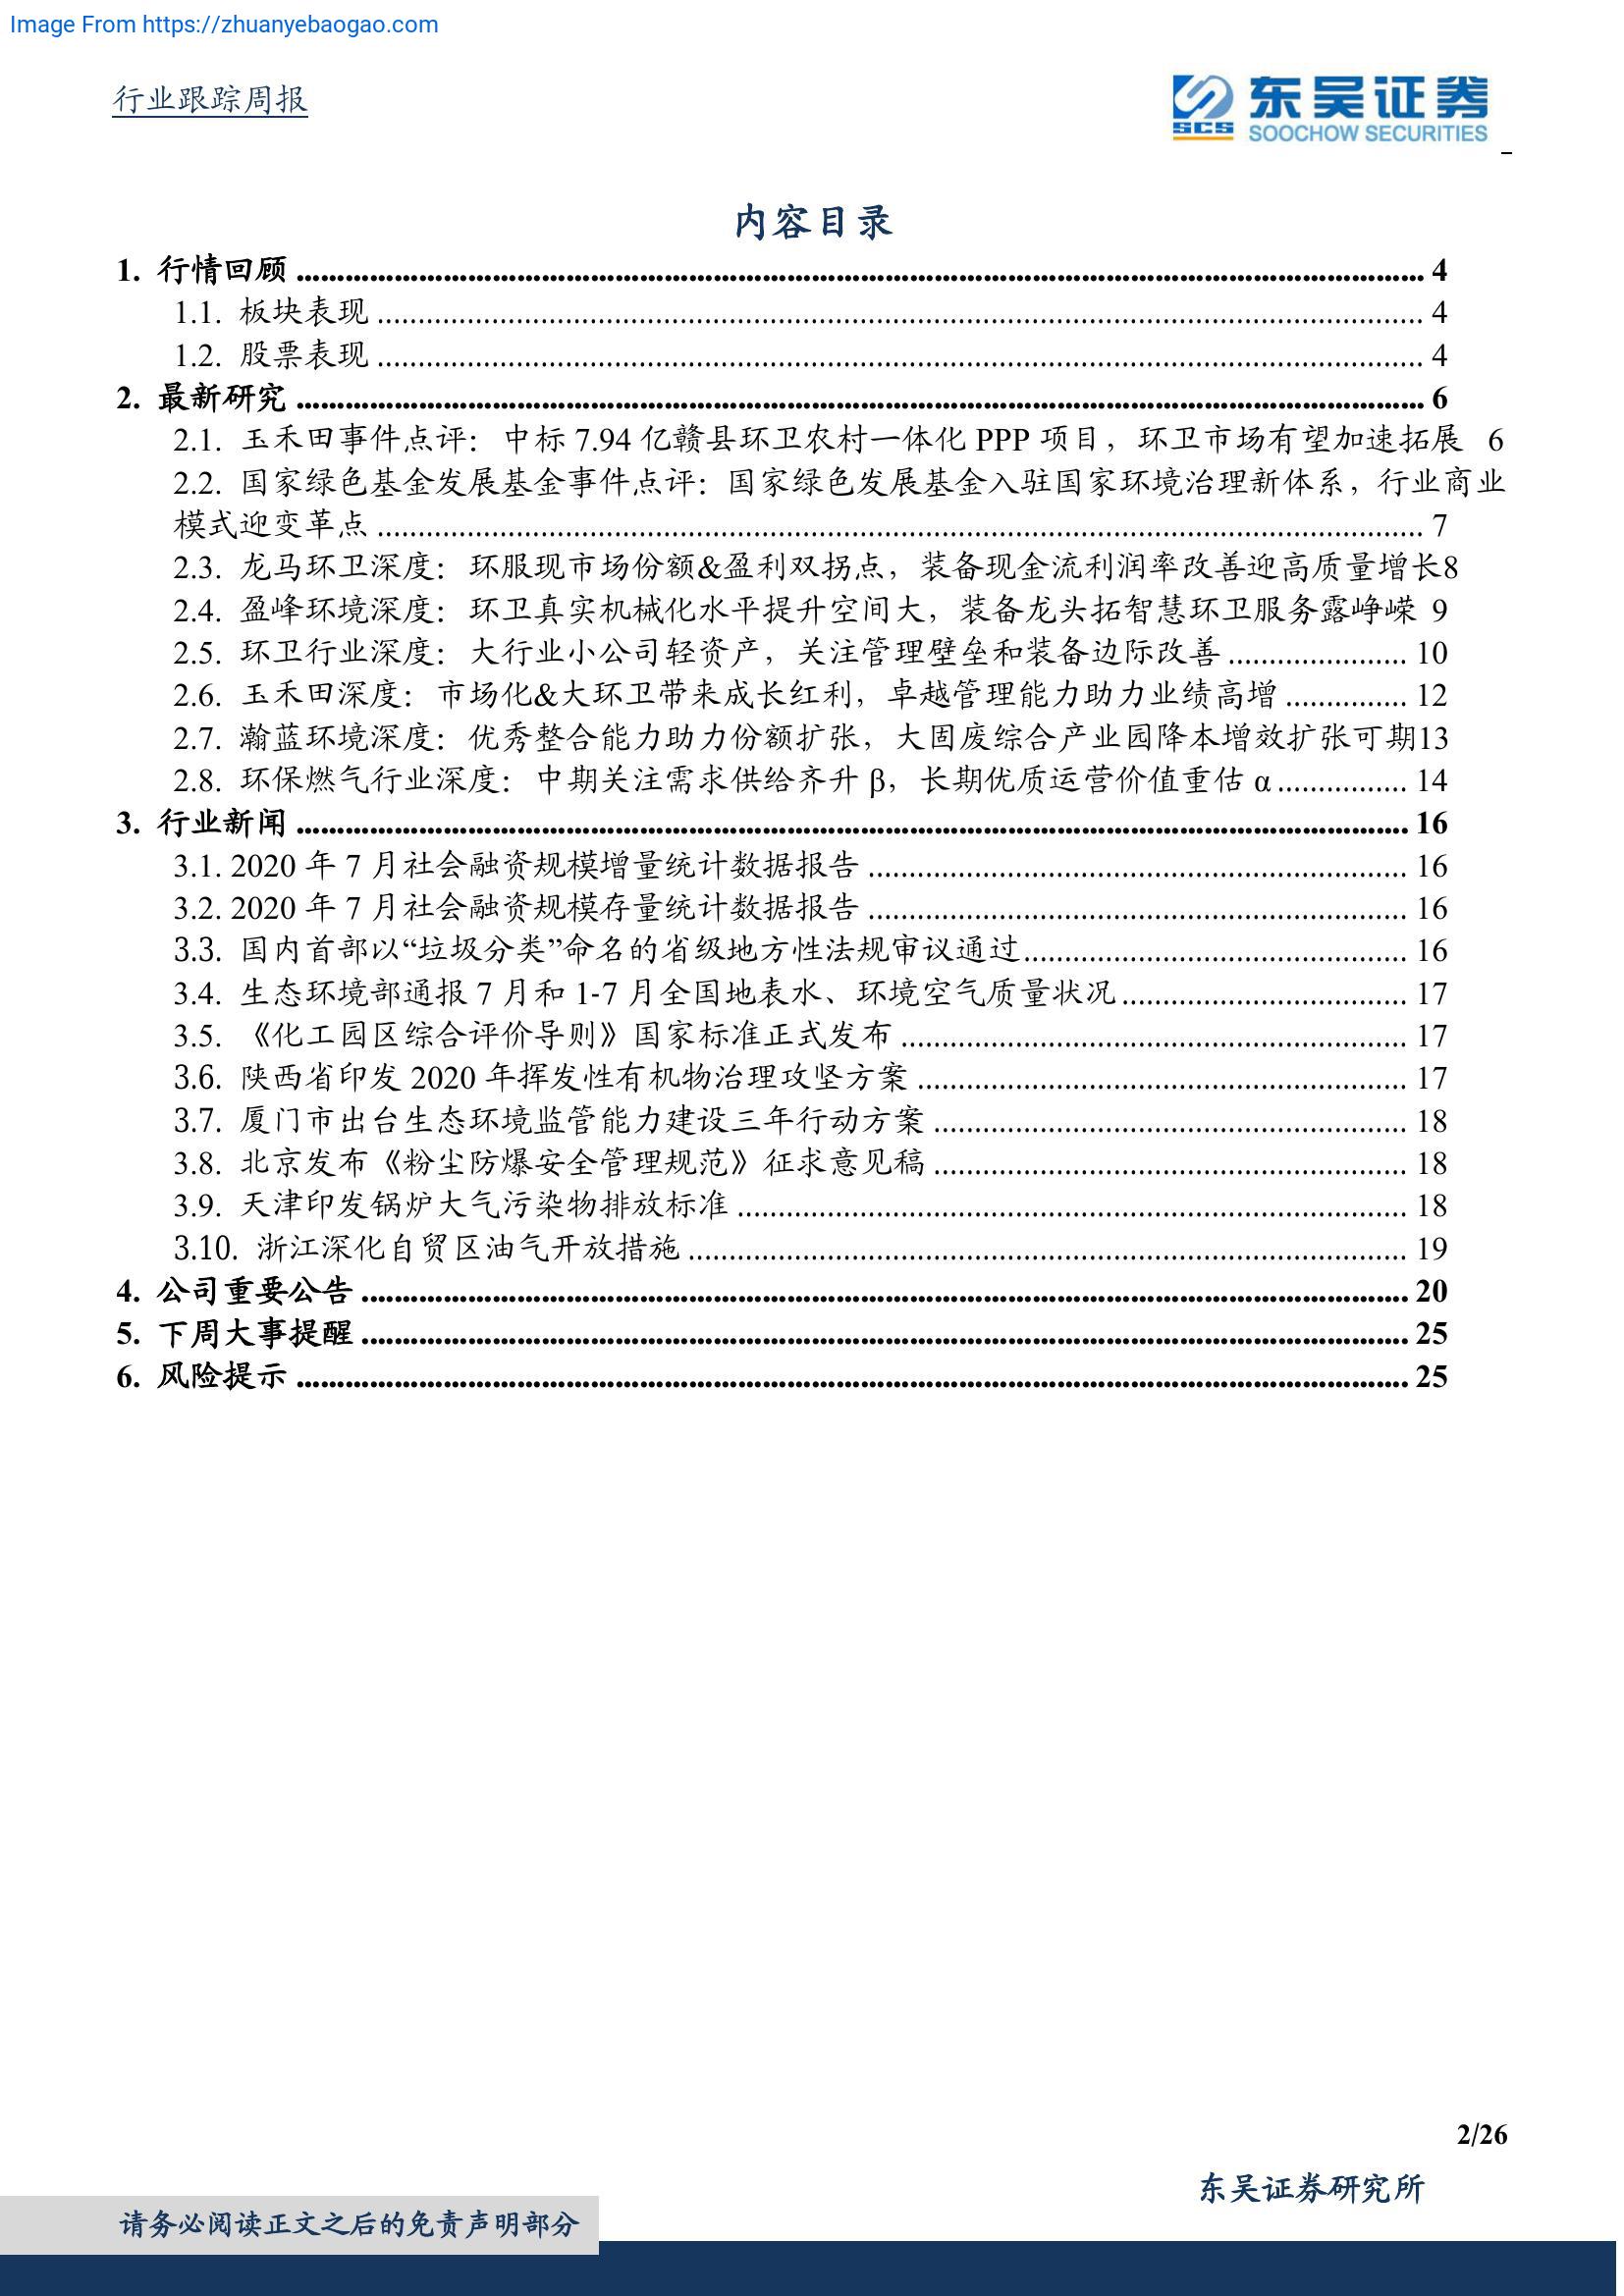 Image From https://zhuanyebaogao.com
行业跟踪周报
SCS 东吴证券
SOOCHOW SECURITIES
内容目录
1. 行情回顾 ........ 4
1.1. 板块表现 ........ 4
1.2. 股票表现 ........ 4
2. 最新研究 ........ 6
2.1. 玉禾田事件点评：中标 7.94 亿赣县环卫农村一体化 PPP 项目，环卫市场有望加速拓展 6
2.2. 国家绿色基金发展基金事件点评：国家绿色发展基金入驻国家环境治理新体系，行业商业
模式迎变革点 ........ 7
2.3. 龙马环卫深度：环服现市场份额&盈利双拐点，装备现金流利润率改善迎高质量增长8
2.4. 盈峰环境深度：环卫真实机械化水平提升空间大，装备龙头拓智慧环卫服务露峥嵘 9
2.5. 环卫行业深度：大行业小公司轻资产，关注管理壁垒和装备边际改善 ........ 10
2.6. 玉禾田深度：市场化&大环卫带来成长红利，卓越管理能力助力业绩高增 ........ 12
2.7. 瀚蓝环境深度：优秀整合能力助力份额扩张，大固废综合产业园降本增效扩张可期13
2.8. 环保燃气行业深度：中期关注需求供给齐升 β，长期优质运营价值重估 α ........ 14
3. 行业新闻 ........ 16
3.1. 2020 年 7 月社会融资规模增量统计数据报告 ........ 16
3.2. 2020 年 7 月社会融资规模存量统计数据报告 ........ 16
3.3. 国内首部以“垃圾分类”命名的省级地方性法规审议通过 ........ 16
3.4. 生态环境部通报 7 月和 1-7 月全国地表水、环境空气质量状况 ........ 17
3.5. 《化工园区综合评价导则》国家标准正式发布 ........ 17
3.6. 陕西省印发 2020 年挥发性有机物治理攻坚方案 ........ 17
3.7. 厦门市出台生态环境监管能力建设三年行动方案 ........ 18
3.8. 北京发布《粉尘防爆安全管理规范》征求意见稿 ........ 18
3.9. 天津印发锅炉大气污染物排放标准 ........ 18
3.10. 浙江深化自贸区油气开放措施 ........ 19
4. 公司重要公告 ........ 20
5. 下周大事提醒 ........ 25
6. 风险提示 ........ 25
2/26
东吴证券研究所
请务必阅读正文之后的免责声明部分